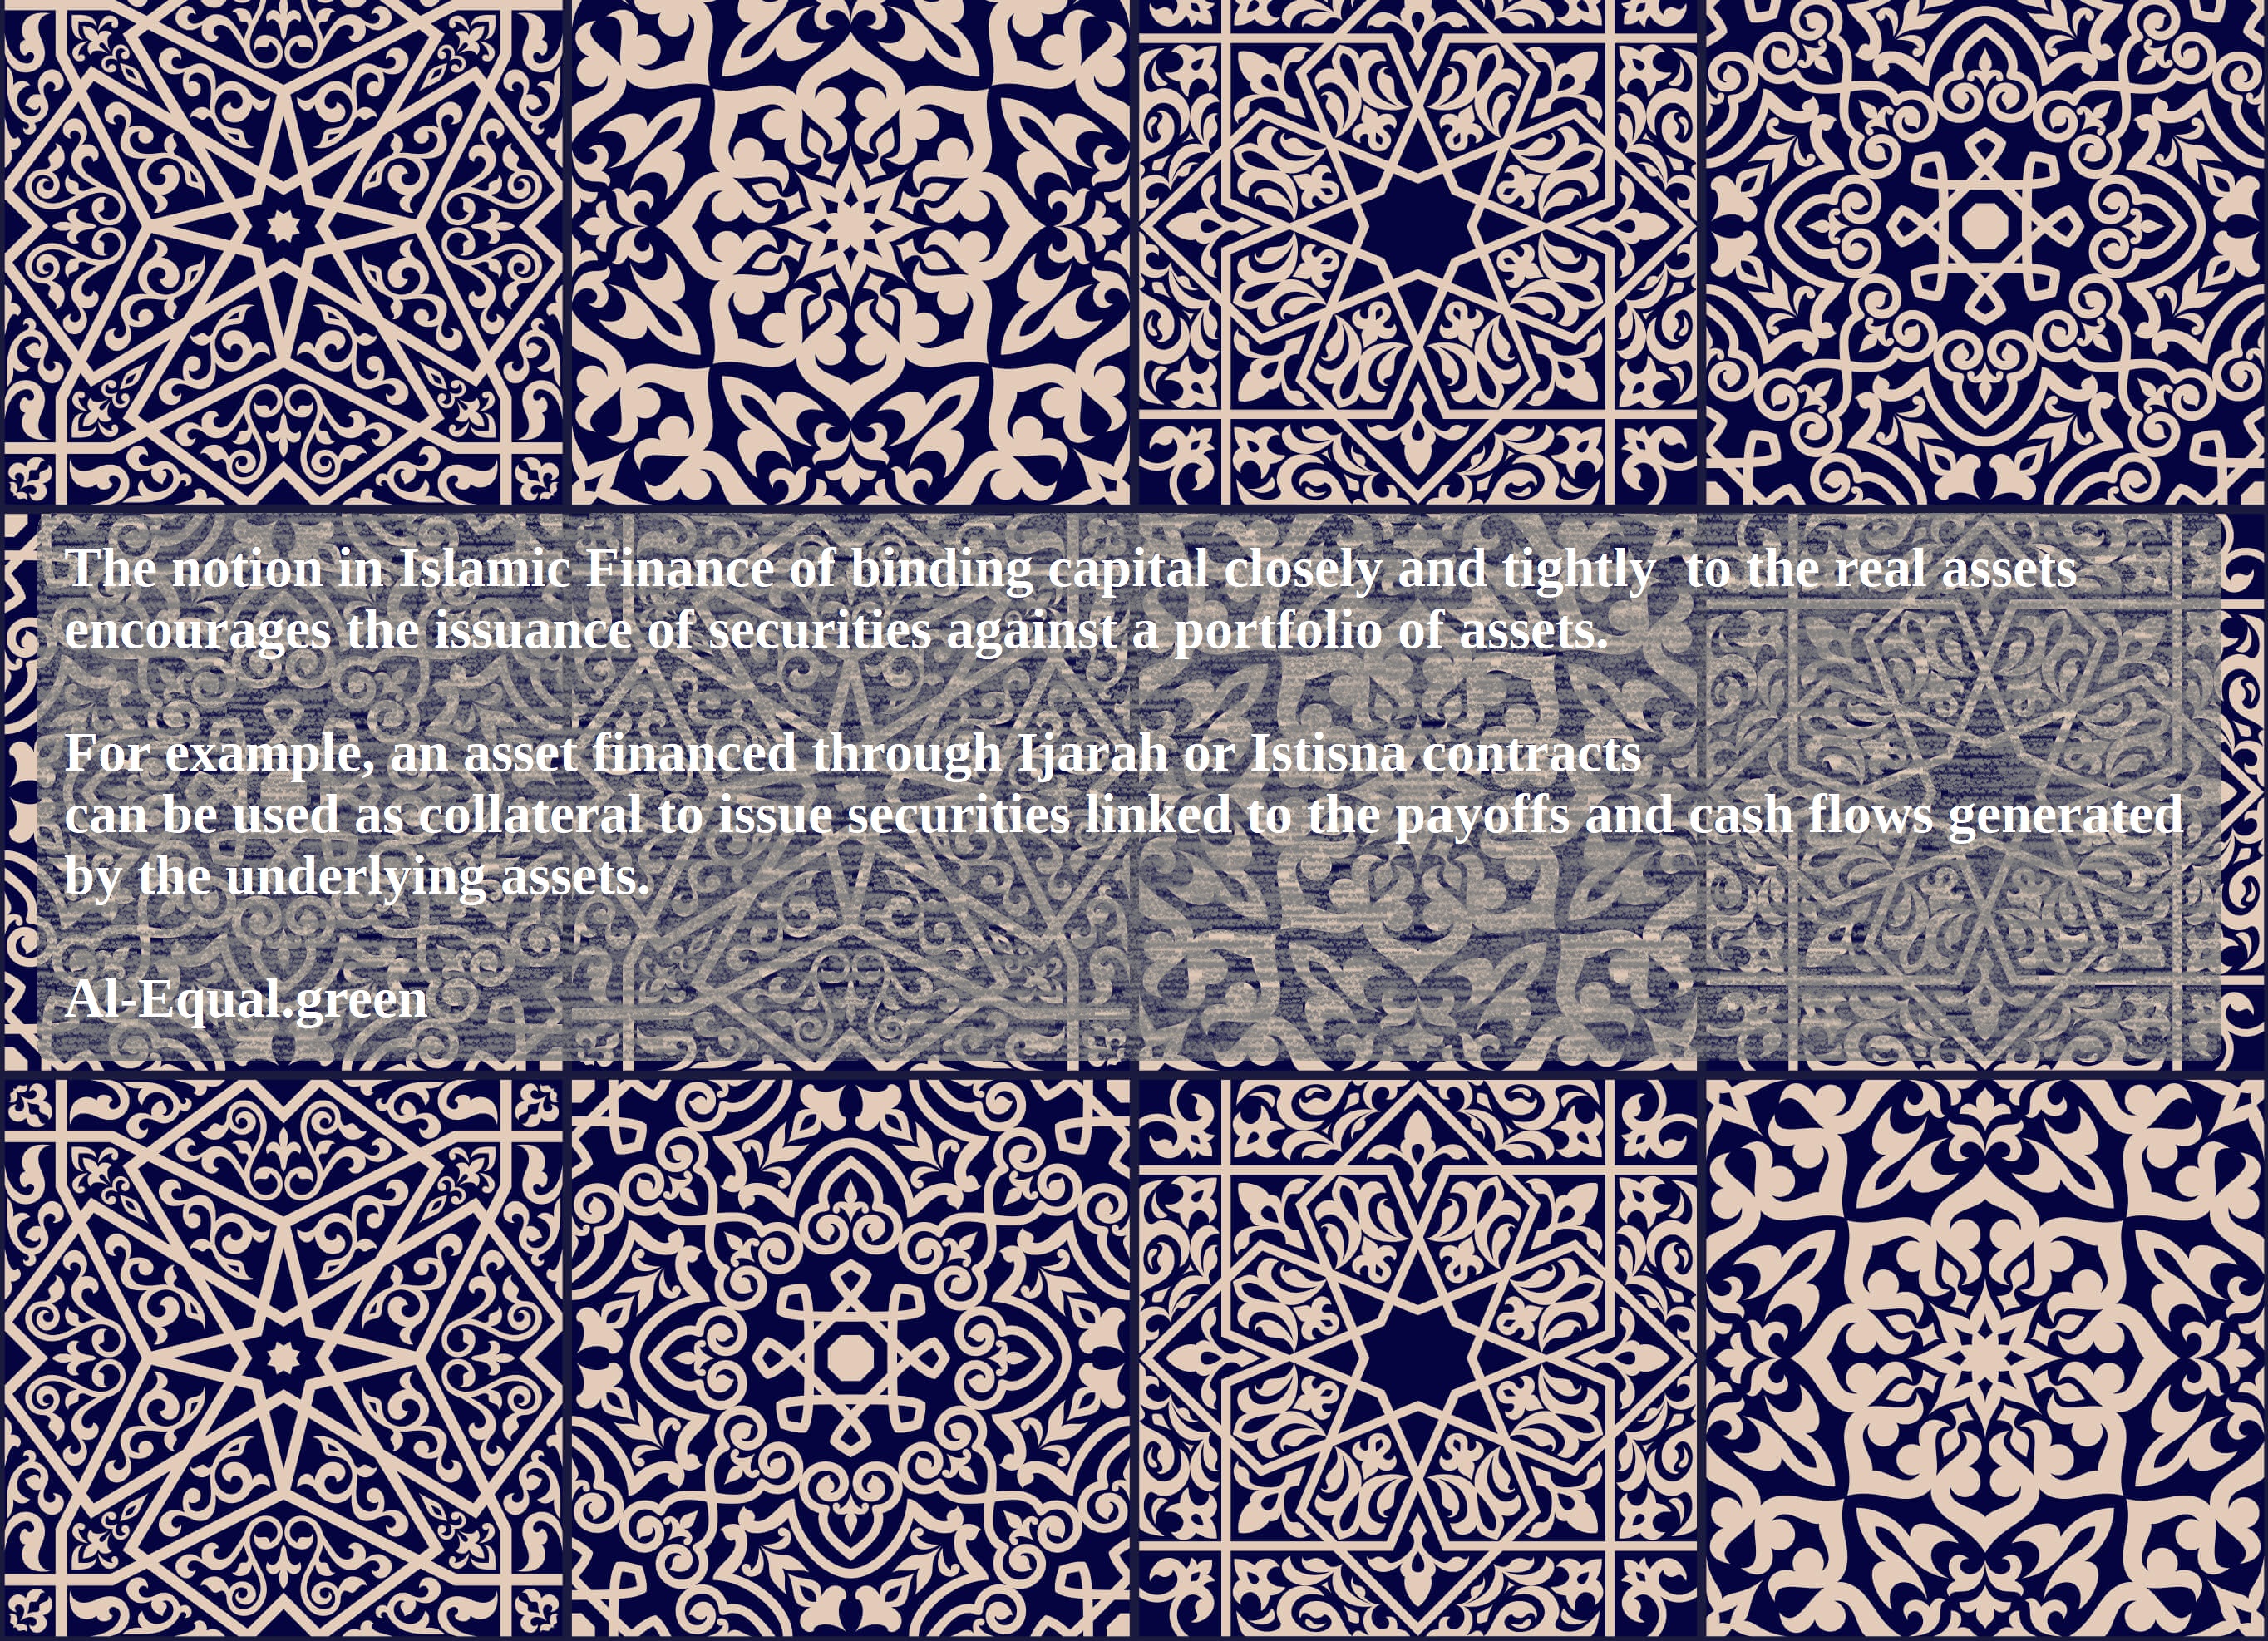 The notion in Islamic Finance of binding capital closely and tightly  to the real assets
encourages the issuance of securities against a portfolio of assets.
For example, an asset financed through Ijarah or Istisna contracts
can be used as collateral to issue securities linked to the payoffs and cash flows generated
by the underlying assets.
Al-Equal.green